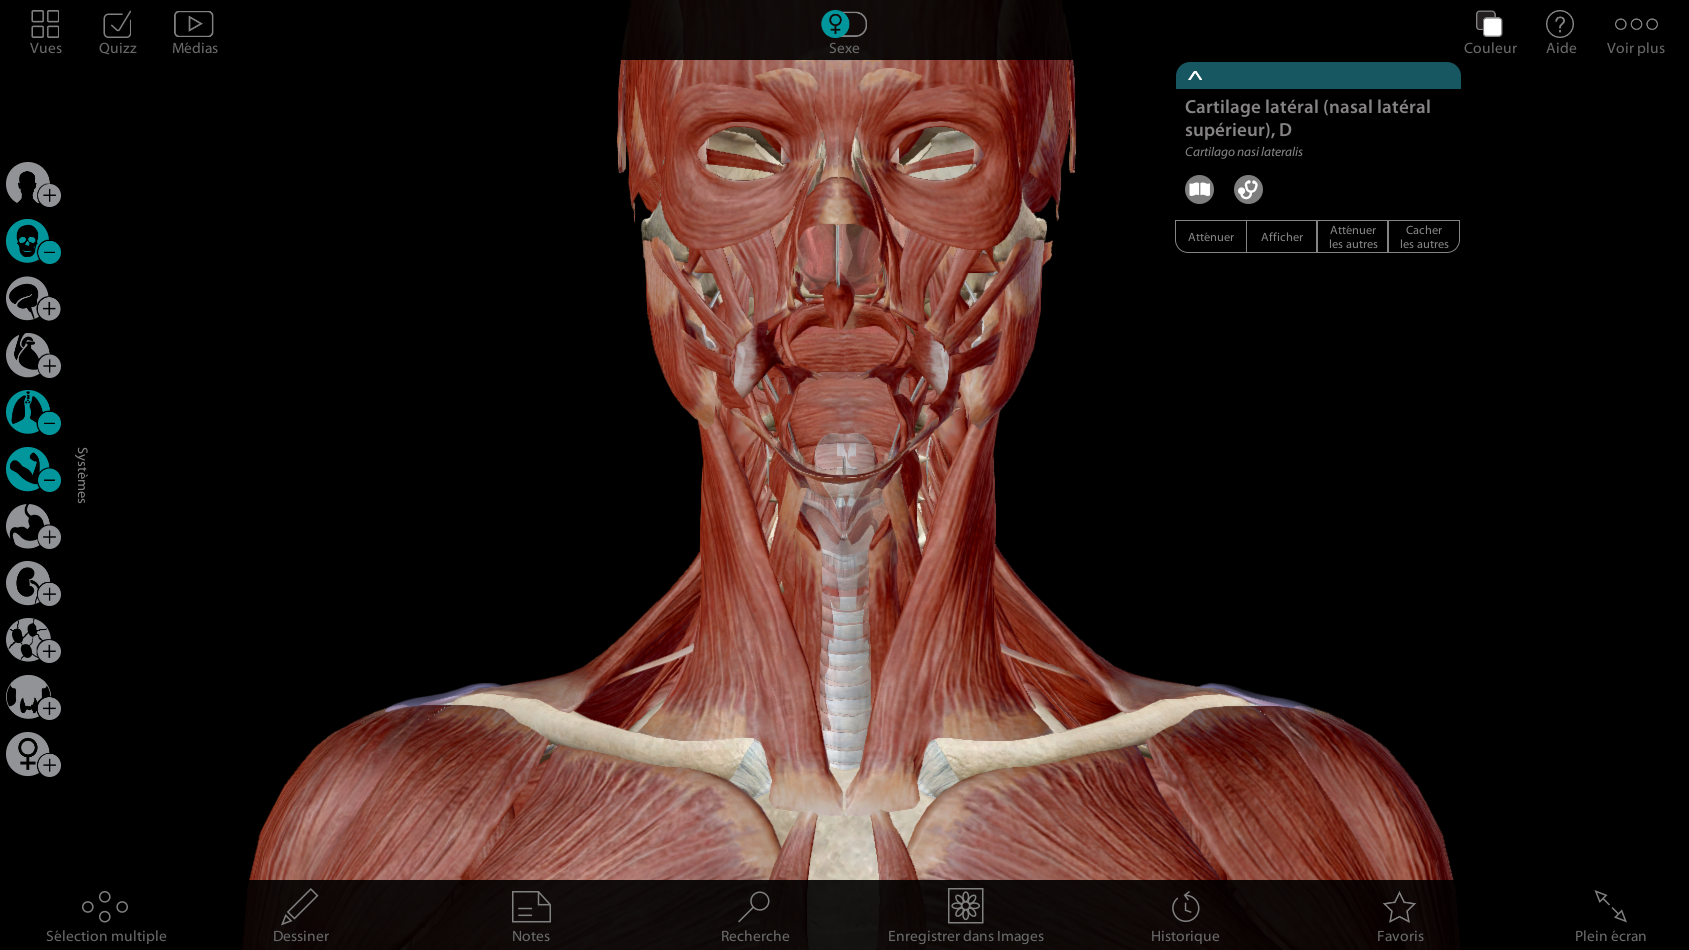 Vues
Quizz
Médias
Sexe
Couleur
Aide
Voir plus
Cartilage latéral (nasal latéral
supérieur), D
Cartilago nasi lateralis
Atténuer
Afficher
Atténuer
les autres
Cacher
les autres
Systèmes
Sélection multiple
Dessiner
Notes
Recherche
Enregistrer dans Images
Historique
Favoris
Plein écran